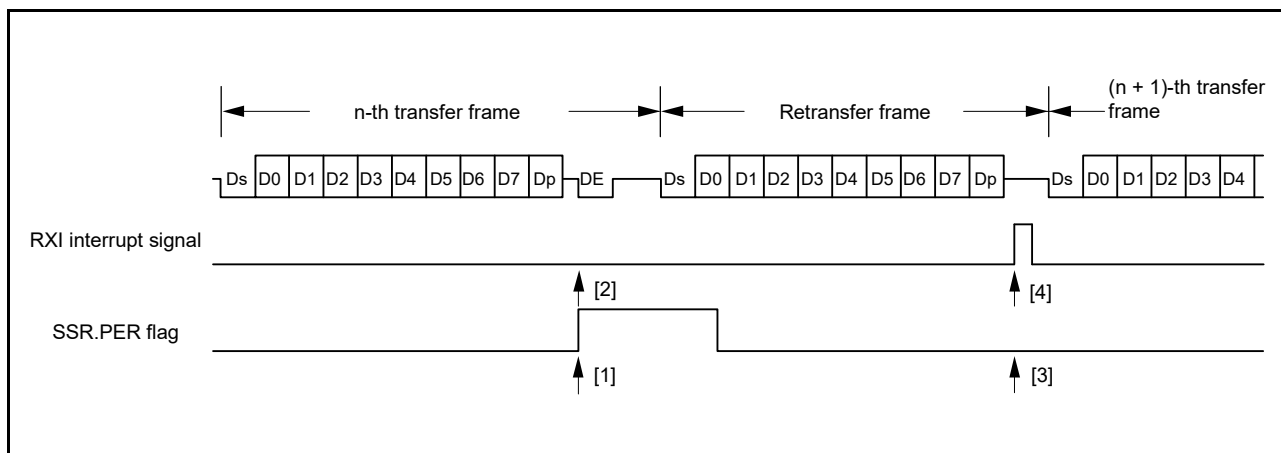 n-th transfer frame
Retransfer frame
(n + 1)-th transfer
frame
Ds D0 D1 D2 D3 D4 D5 D6 D7 Dp DE Ds D0 D1 D2 D3 D4 D5 D6 D7 Dp Ds D0 D1 D2 D3 D4
RXI interrupt signal
[2] [4]
SSR.PER flag
[1] [3]